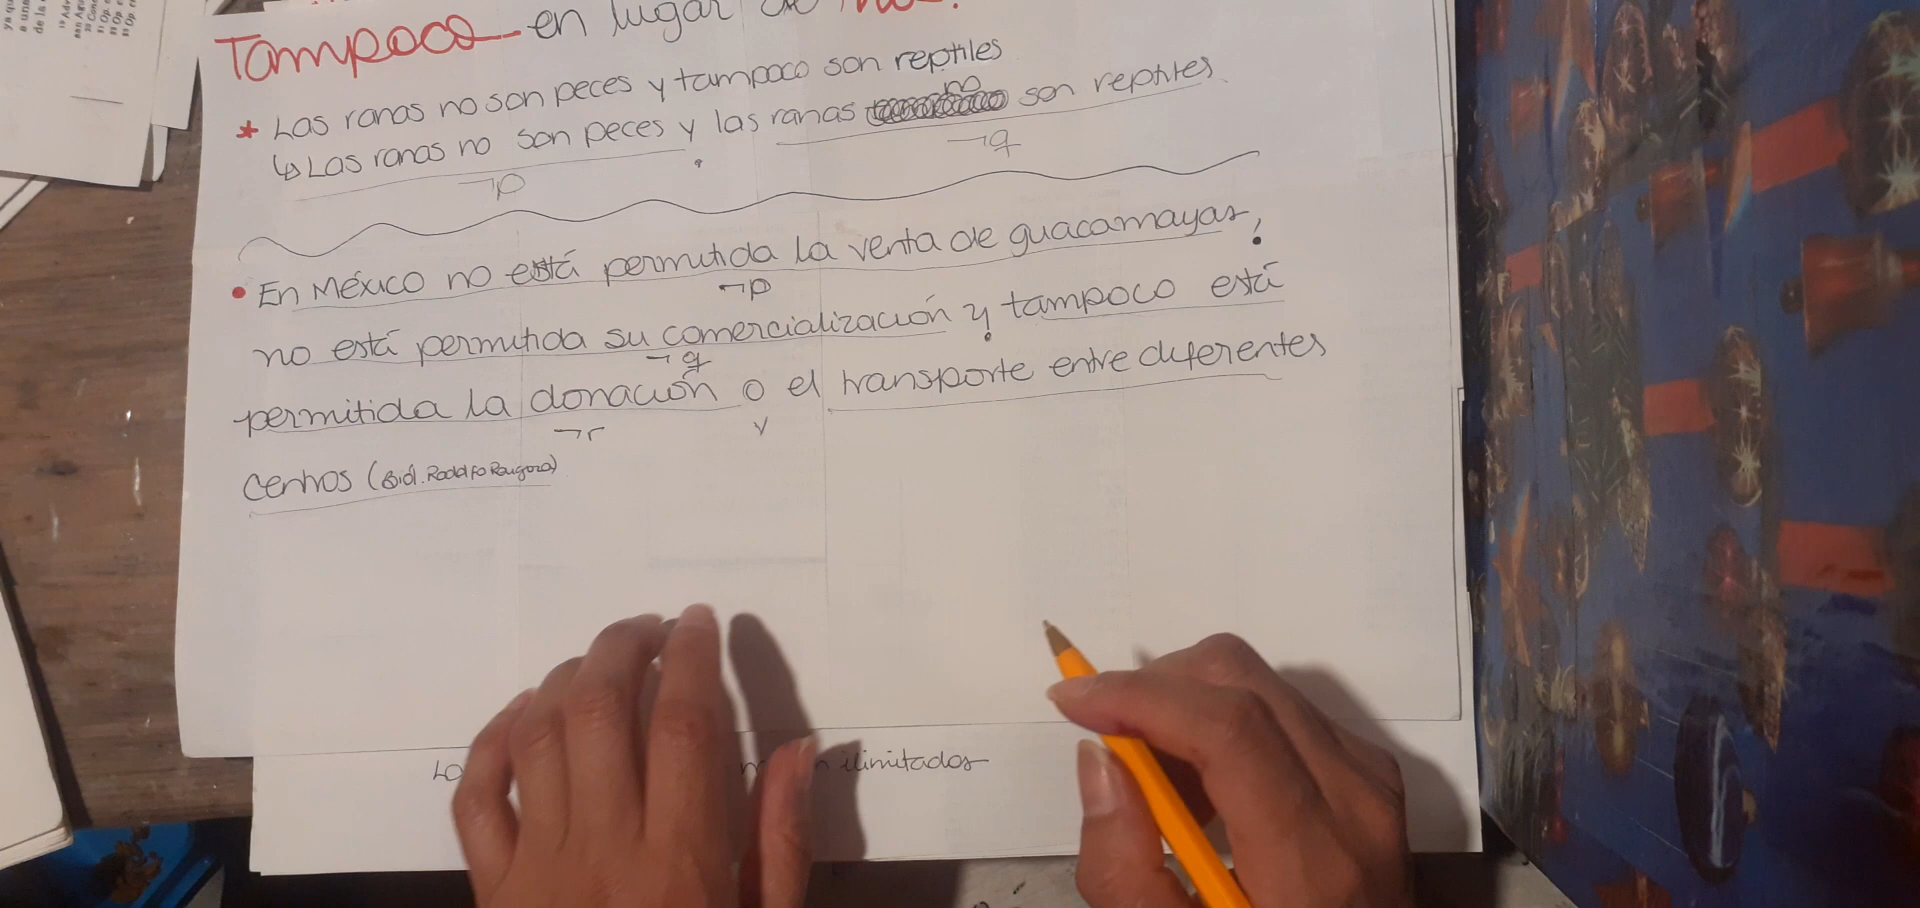 Tampoco en lugar de no.
* Las ranas no son peces y tampoco son reptiles
↳ Las ranas no son peces y las ranas no son reptiles.
¬p ¬q
• En México no está permitida la venta de guacamayas,
¬p
no está permitida su comercialización y tampoco está
¬q
permitida la donación o el transporte entre diferentes
¬r v
centros (Biól. Rodolfo)
ilimitados